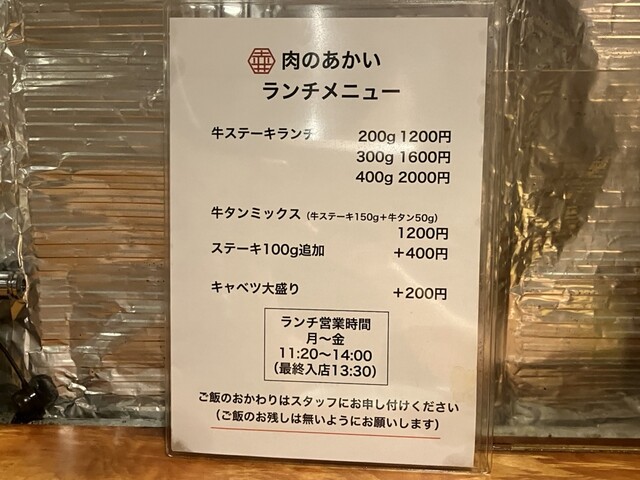 肉のあかい
ランチメニュー
牛ステーキランチ 200g 1200円
300g 1600円
400g 2000円
牛タンミックス（牛ステーキ150g＋牛タン50g）
1200円
ステーキ100g追加 ＋400円
キャベツ大盛り ＋200円
ランチ営業時間
月〜金
11:20〜14:00
（最終入店13:30）
ご飯のおかわりはスタッフにお申し付けください
（ご飯のお残しは無いようにお願いします）